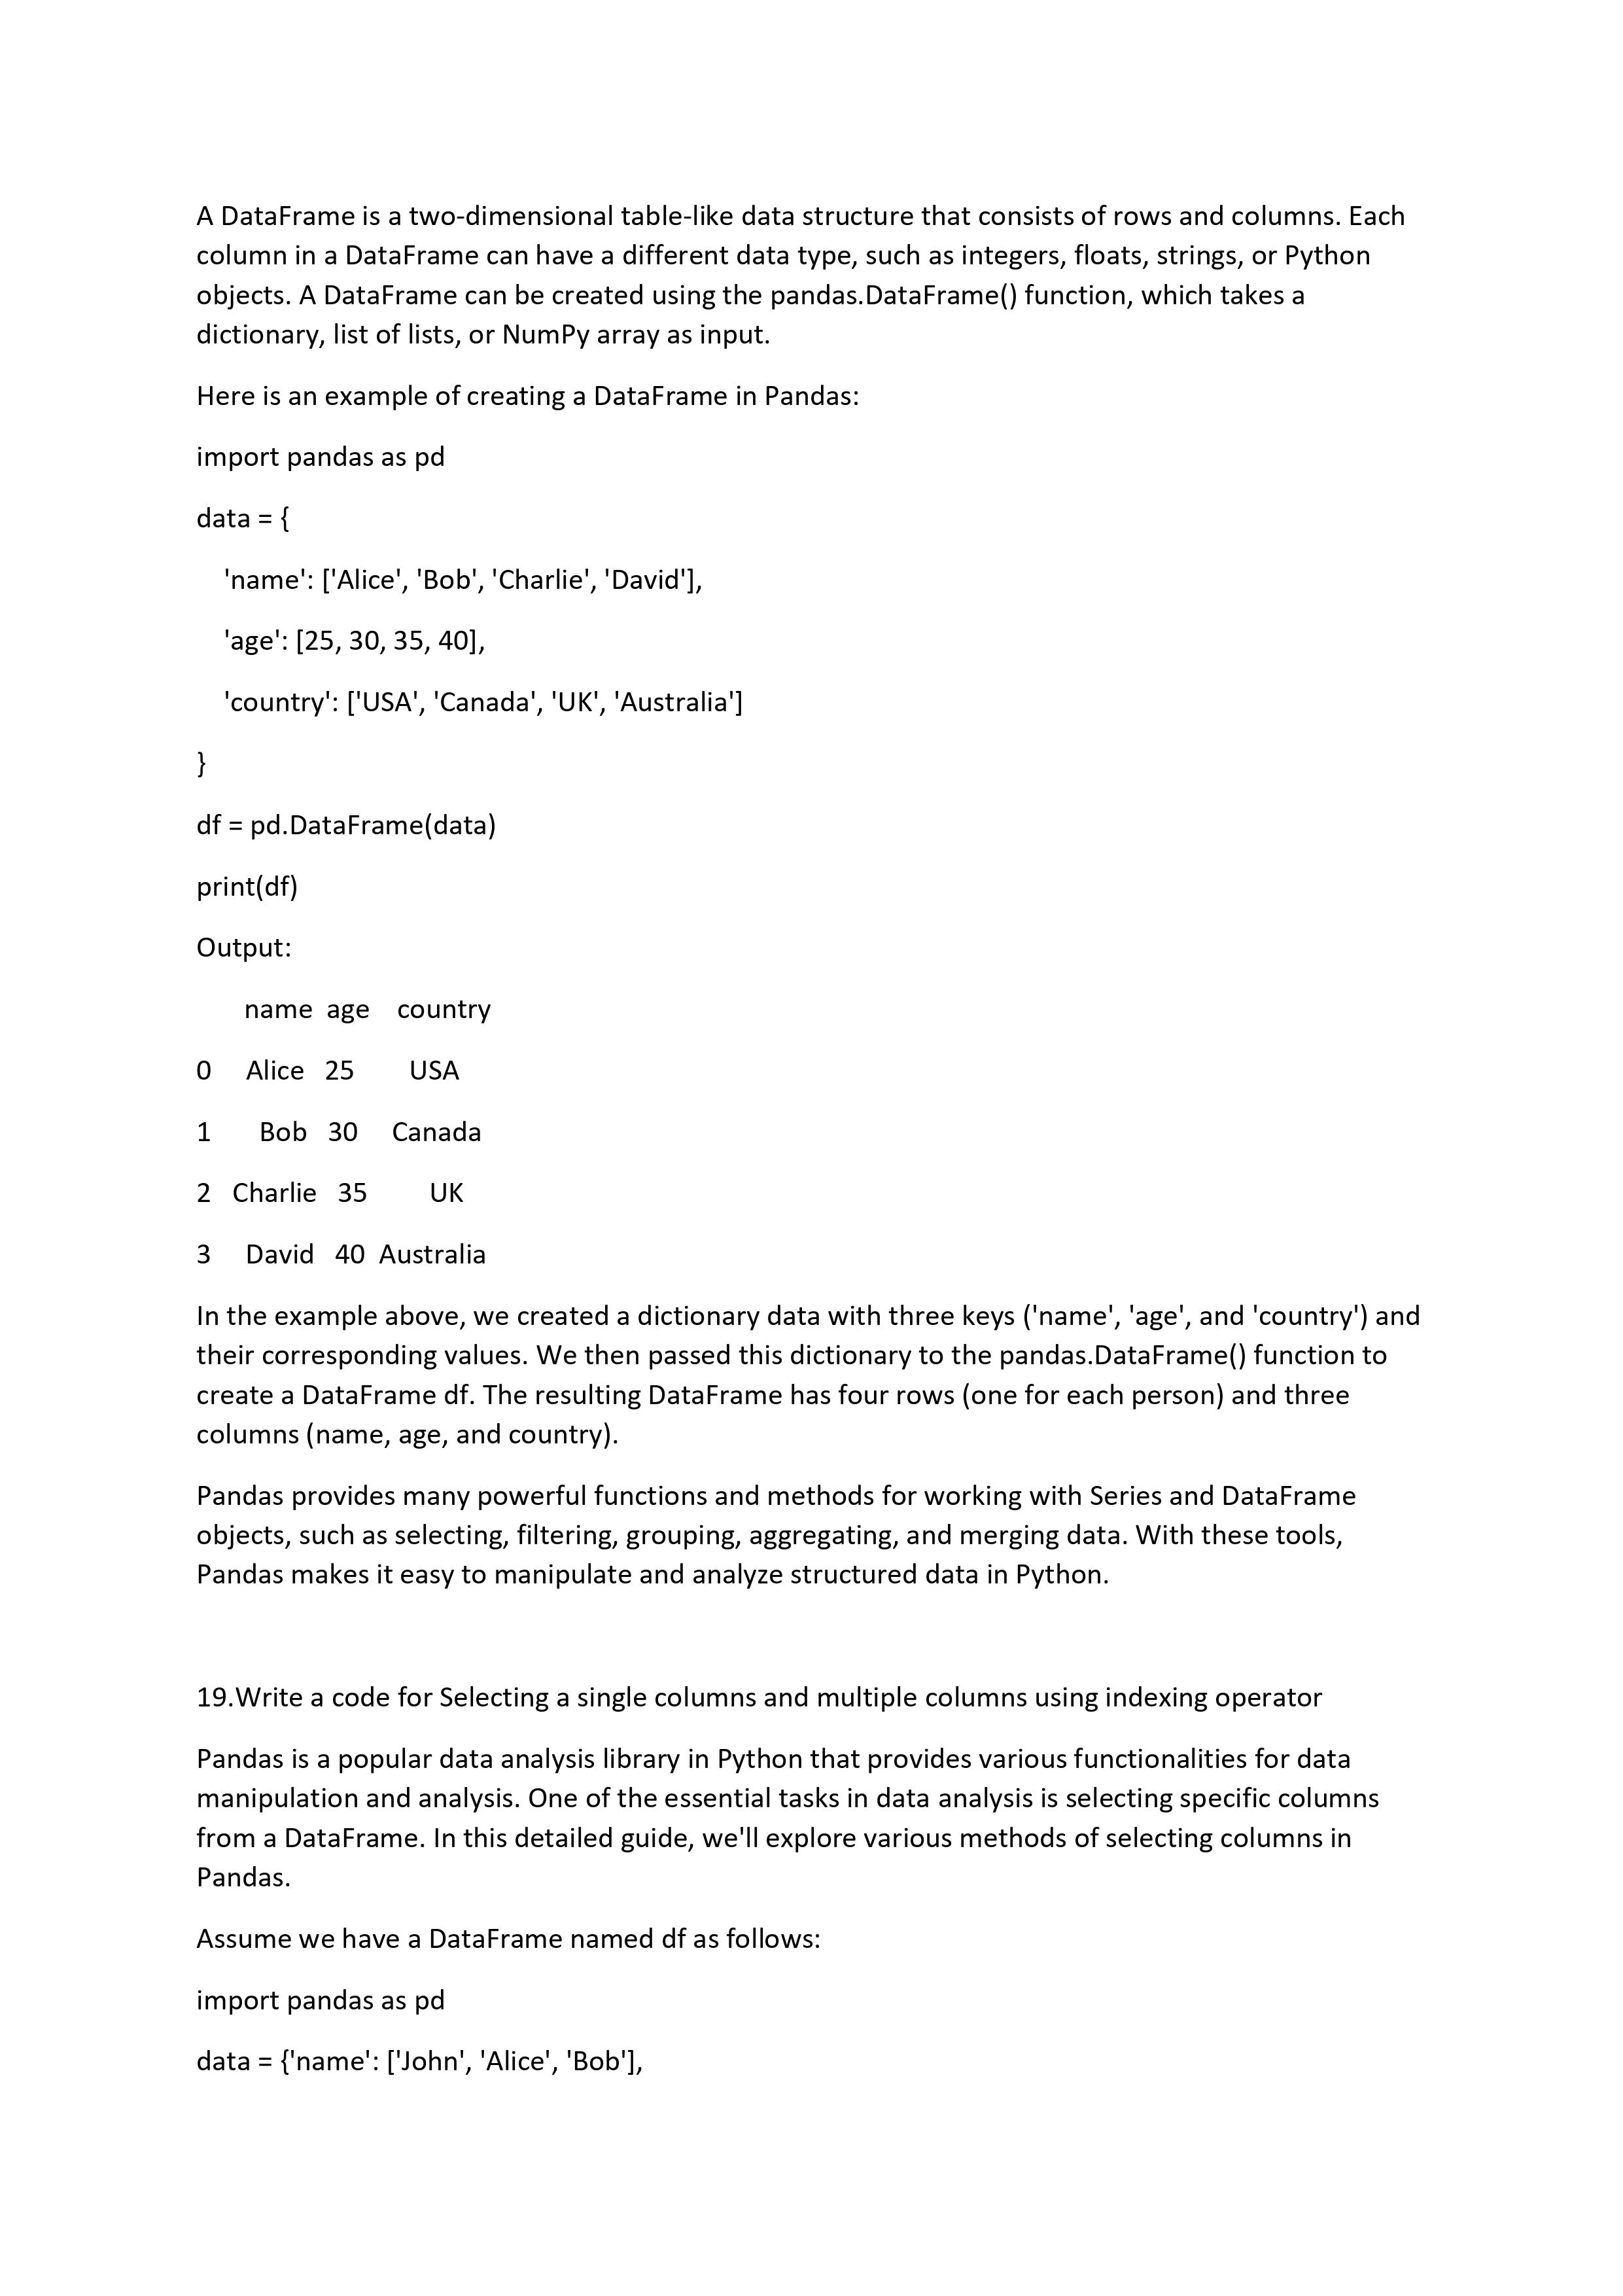 A DataFrame is a two-dimensional table-like data structure that consists of rows and columns. Each
column in a DataFrame can have a different data type, such as integers, floats, strings, or Python
objects. A DataFrame can be created using the pandas.DataFrame() function, which takes a
dictionary, list of lists, or NumPy array as input.
Here is an example of creating a DataFrame in Pandas:
import pandas as pd
data = {
    'name': ['Alice', 'Bob', 'Charlie', 'David'],
    'age': [25, 30, 35, 40],
    'country': ['USA', 'Canada', 'UK', 'Australia']
}
df = pd.DataFrame(data)
print(df)
Output:
       name  age    country
0     Alice   25        USA
1       Bob   30     Canada
2   Charlie   35         UK
3     David   40  Australia
In the example above, we created a dictionary data with three keys ('name', 'age', and 'country') and
their corresponding values. We then passed this dictionary to the pandas.DataFrame() function to
create a DataFrame df. The resulting DataFrame has four rows (one for each person) and three
columns (name, age, and country).
Pandas provides many powerful functions and methods for working with Series and DataFrame
objects, such as selecting, filtering, grouping, aggregating, and merging data. With these tools,
Pandas makes it easy to manipulate and analyze structured data in Python.
19.Write a code for Selecting a single columns and multiple columns using indexing operator
Pandas is a popular data analysis library in Python that provides various functionalities for data
manipulation and analysis. One of the essential tasks in data analysis is selecting specific columns
from a DataFrame. In this detailed guide, we'll explore various methods of selecting columns in
Pandas.
Assume we have a DataFrame named df as follows:
import pandas as pd
data = {'name': ['John', 'Alice', 'Bob'],